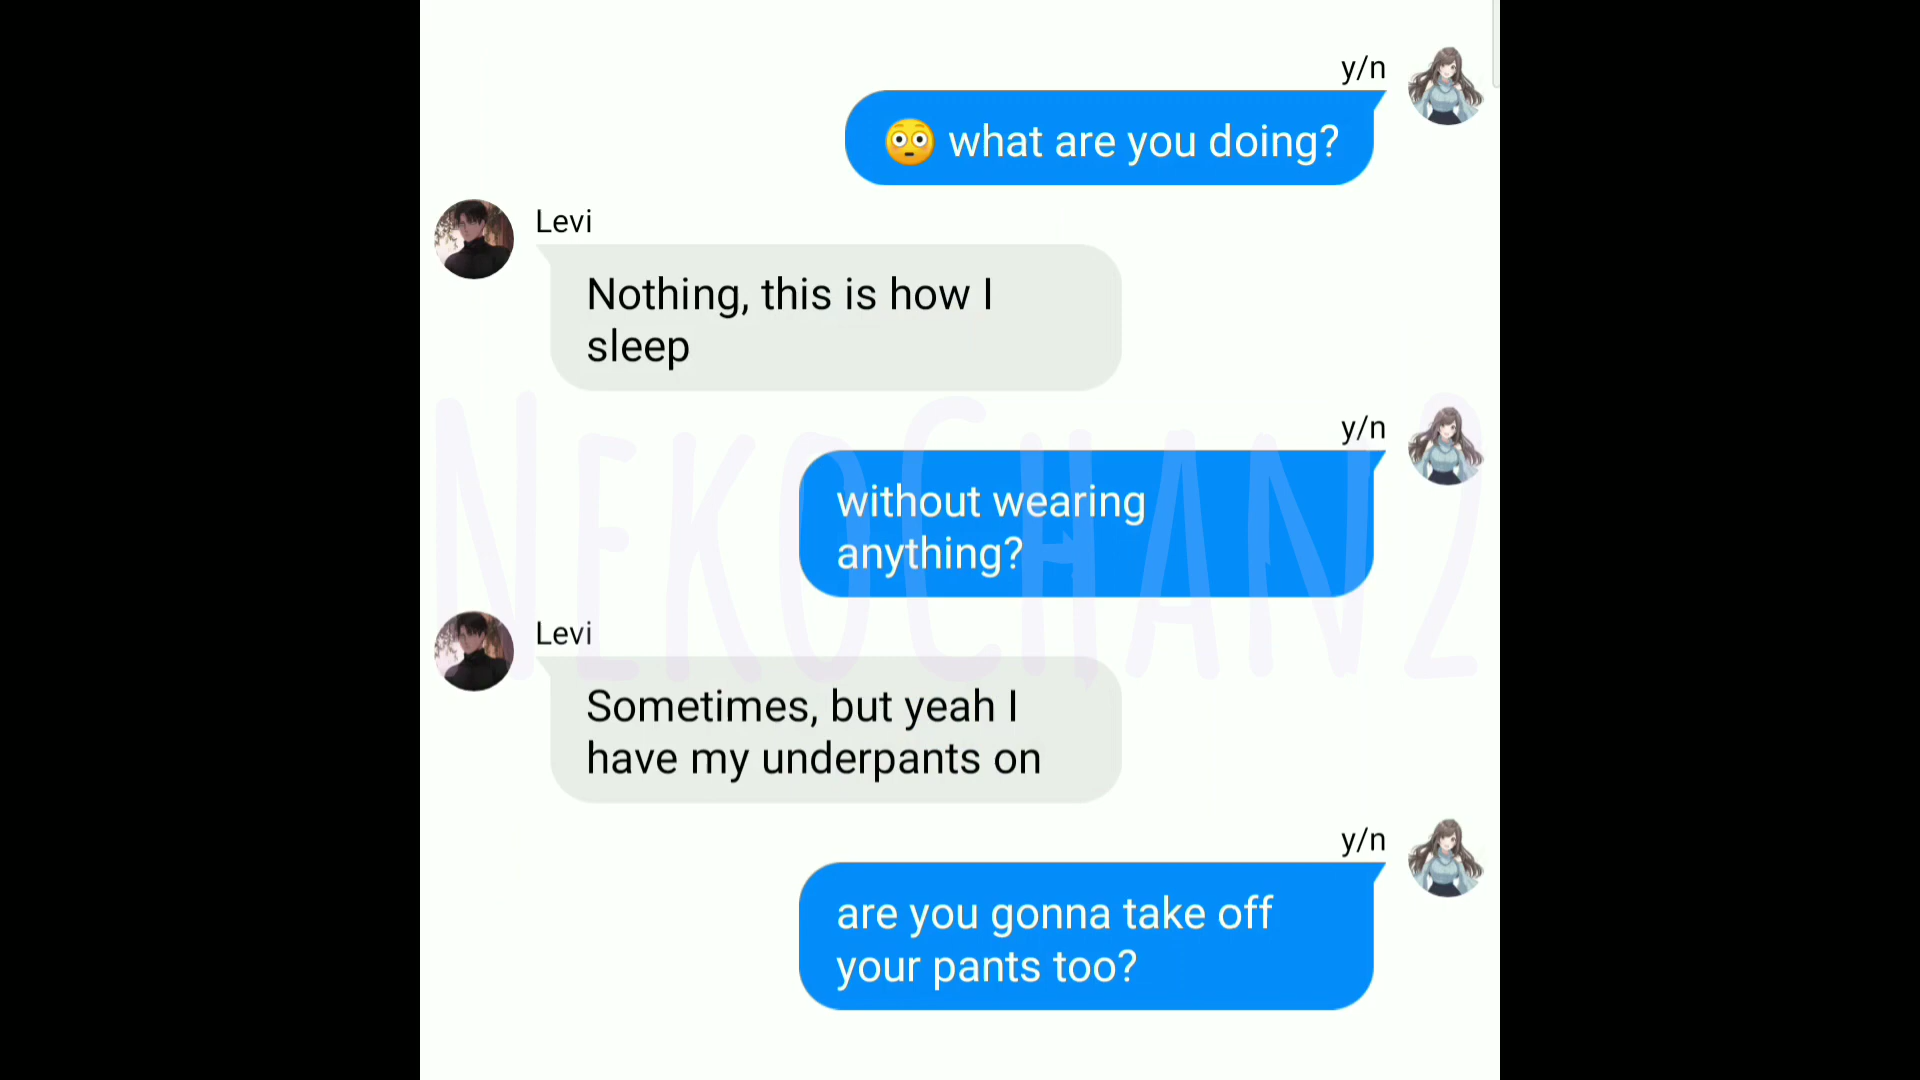 y/n
😳 what are you doing?
Levi
Nothing, this is how I
sleep
y/n
without wearing
anything?
NEKOCHAN2
Levi
Sometimes, but yeah I
have my underpants on
y/n
are you gonna take off
your pants too?